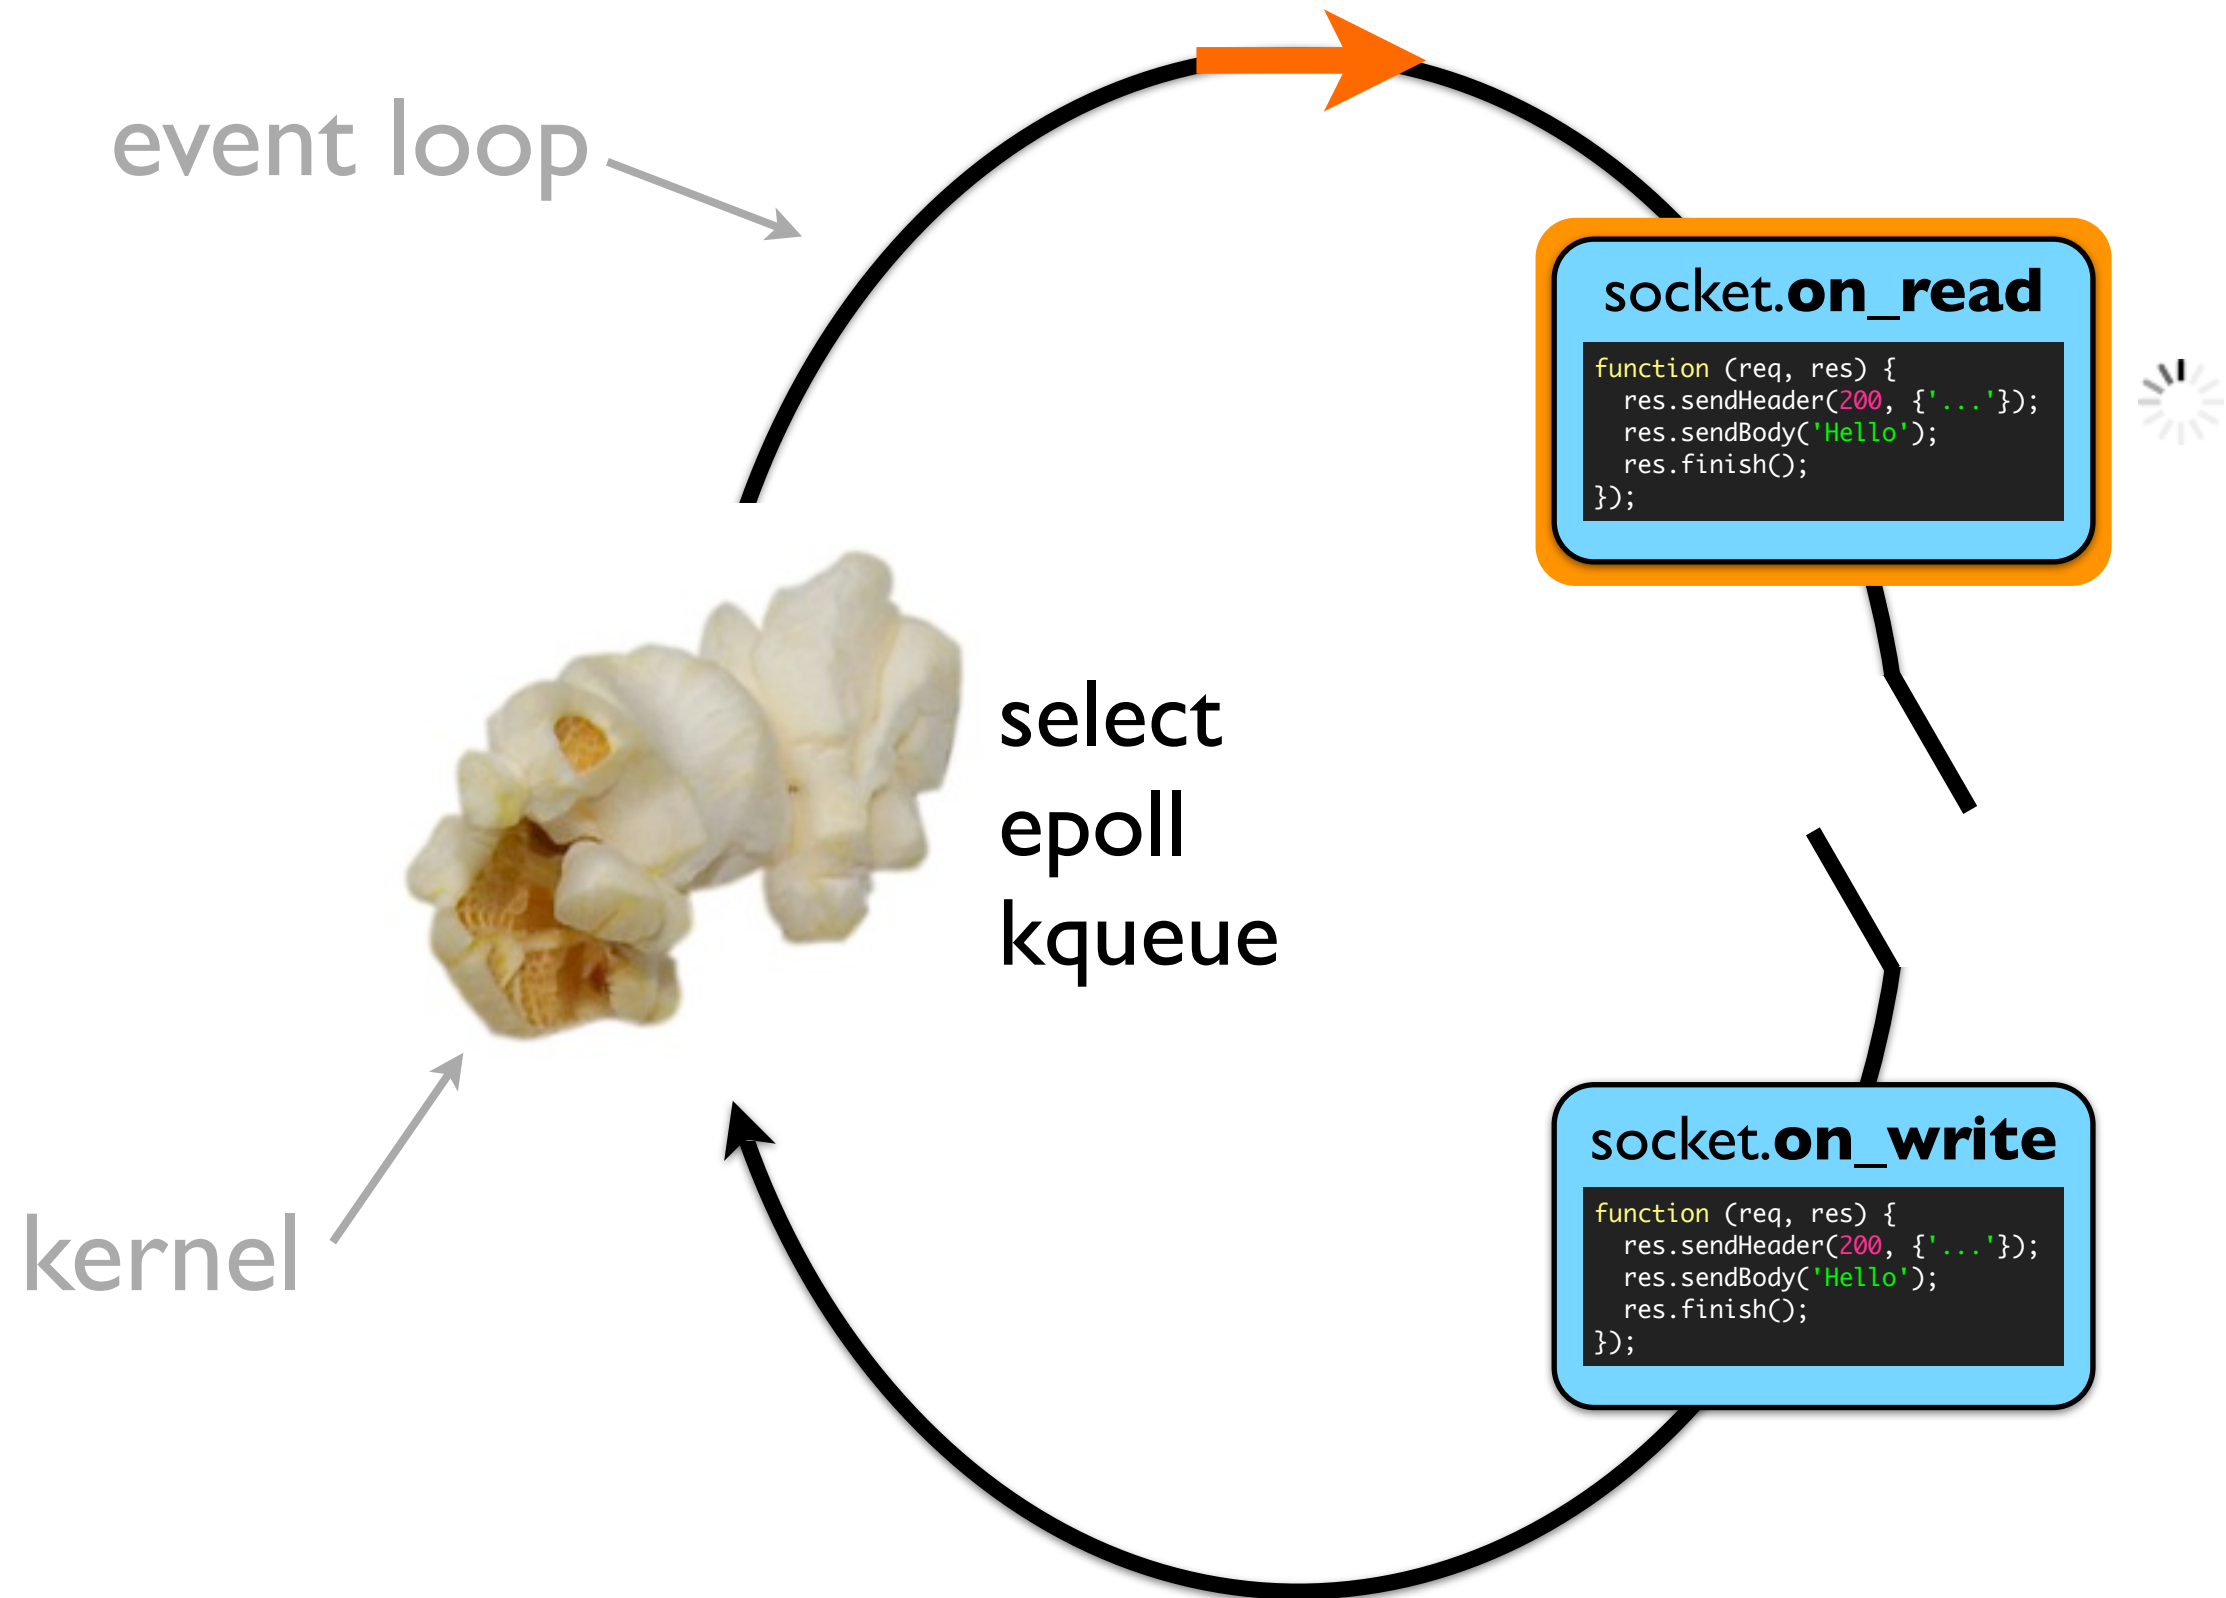 event loop
socket.on_read
function (req, res) {
  res.sendHeader(200, {'...'});
  res.sendBody('Hello');
  res.finish();
});
select
epoll
kqueue
kernel
socket.on_write
function (req, res) {
  res.sendHeader(200, {'...'});
  res.sendBody('Hello');
  res.finish();
});